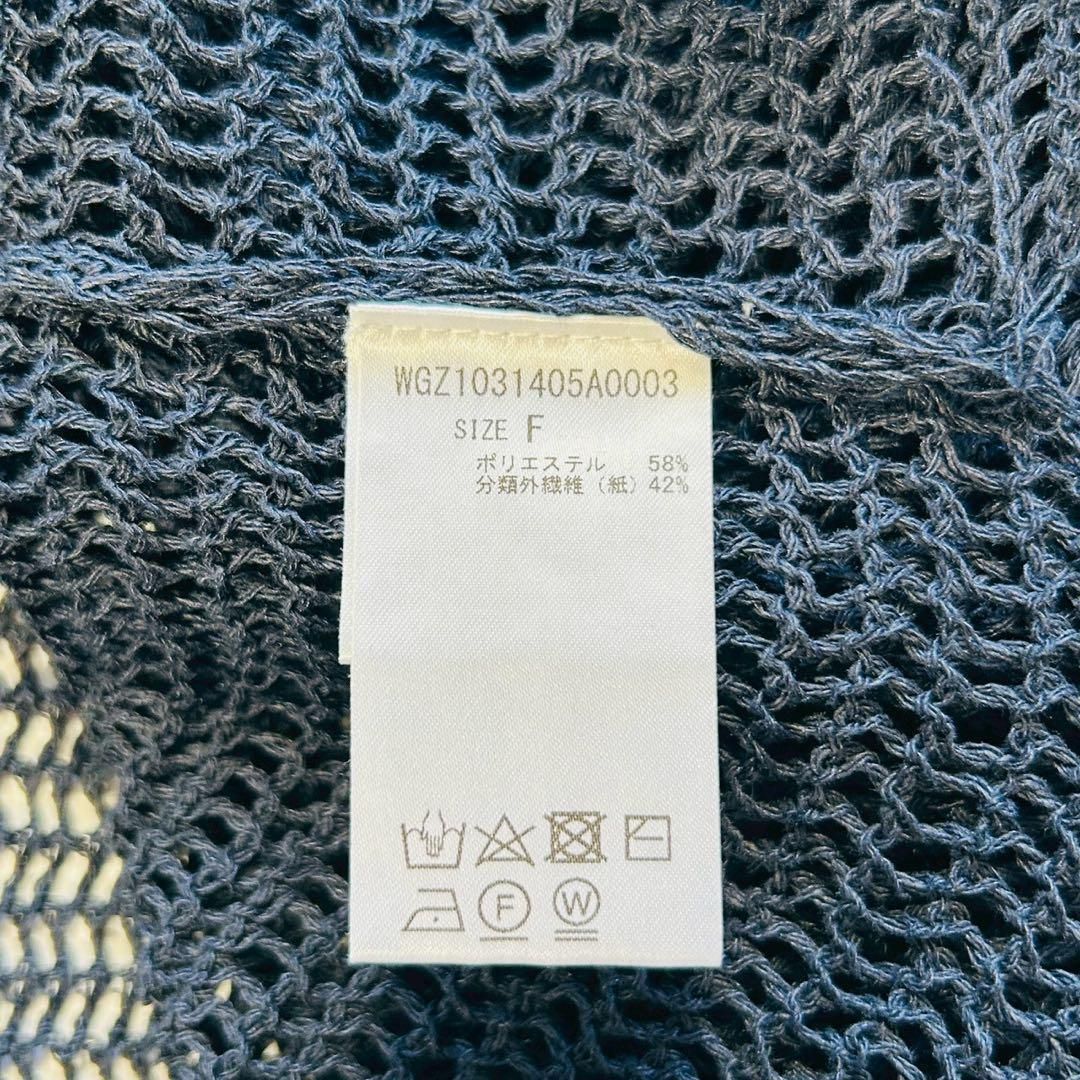 WGZ1031405A0003
SIZE F
ポリエステル 58%
分類外繊維（紙）42%
F W